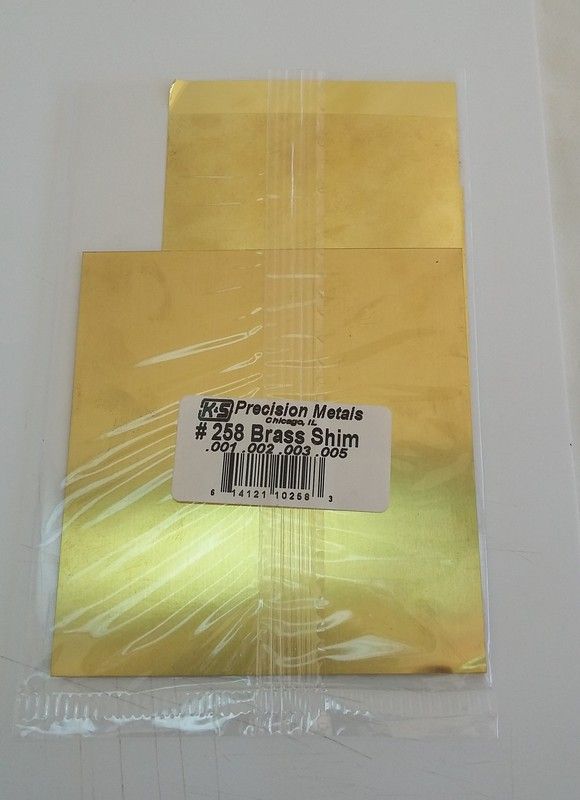 K&S Precision Metals
Chicago, IL
# 258 Brass Shim
.001 .002 .003 .005
6 14121 10258 3